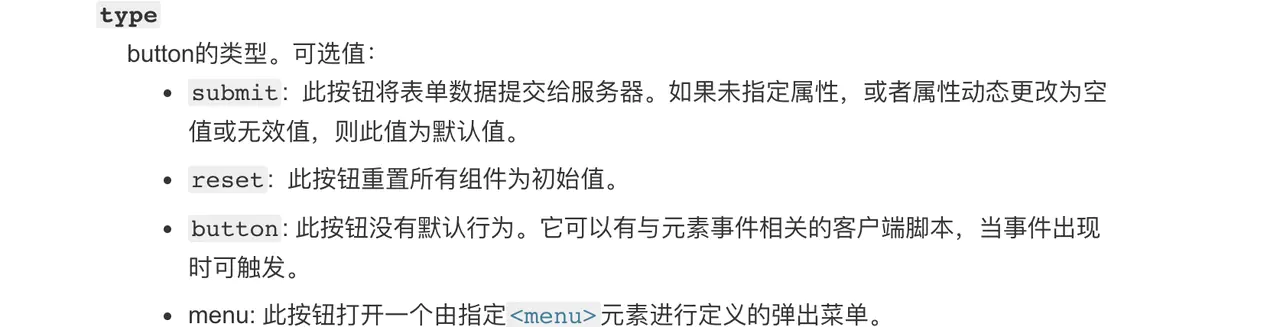 type
button的类型。可选值：
• submit：此按钮将表单数据提交给服务器。如果未指定属性，或者属性动态更改为空
值或无效值，则此值为默认值。
• reset：此按钮重置所有组件为初始值。
• button: 此按钮没有默认行为。它可以有与元素事件相关的客户端脚本，当事件出现
时可触发。
• menu: 此按钮打开一个由指定<menu>元素进行定义的弹出菜单。